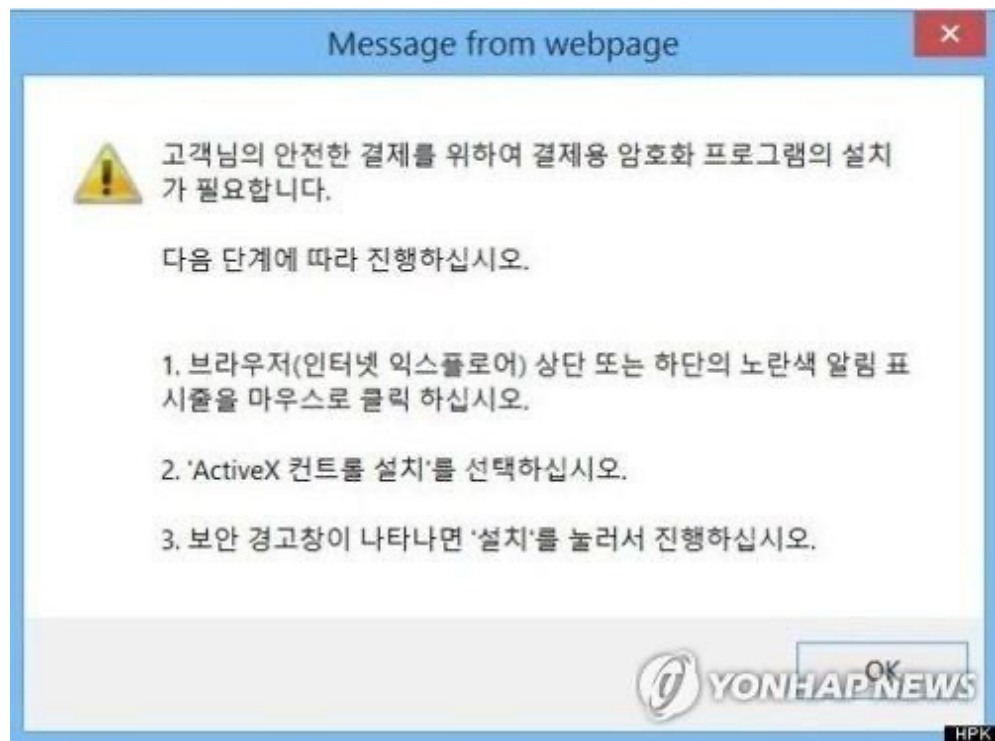 Message from webpage
고객님의 안전한 결제를 위하여 결제용 암호화 프로그램의 설치
가 필요합니다.
다음 단계에 따라 진행하십시오.
1. 브라우저(인터넷 익스플로어) 상단 또는 하단의 노란색 알림 표
시줄을 마우스로 클릭 하십시오.
2. 'ActiveX 컨트롤 설치'를 선택하십시오.
3. 보안 경고창이 나타나면 '설치'를 눌러서 진행하십시오.
OK
YONHAPNEWS
HPK